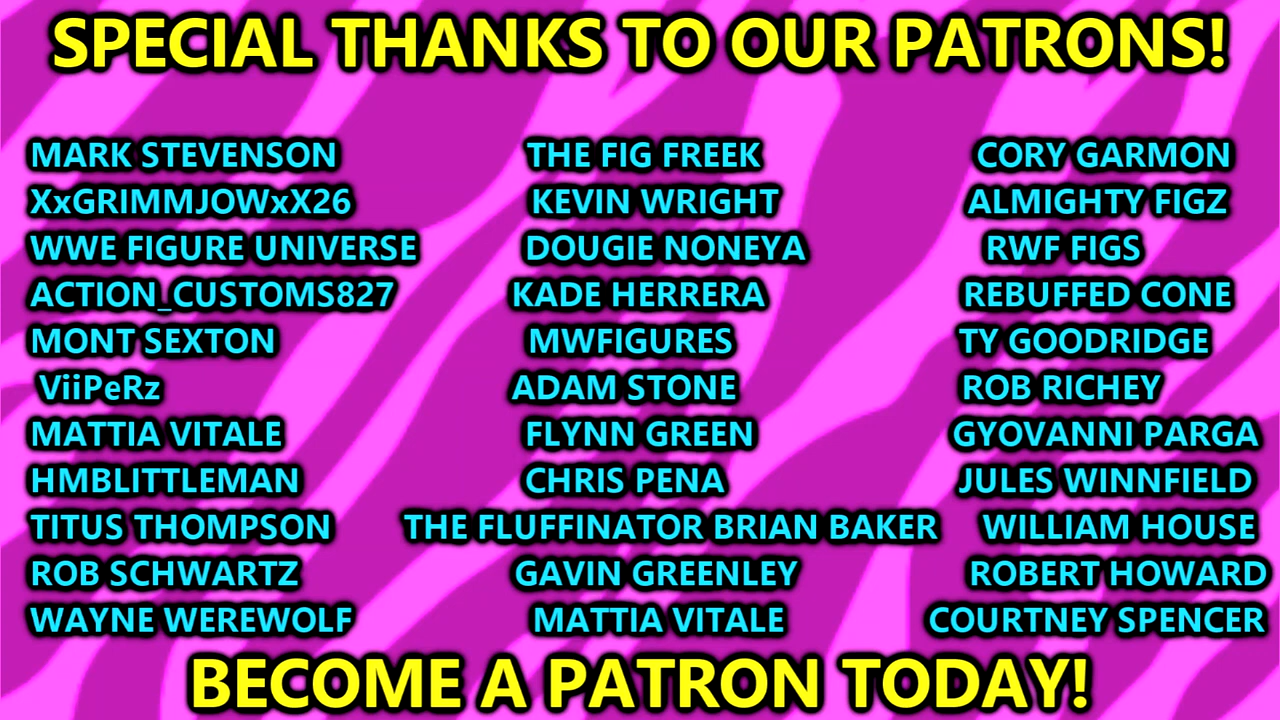 SPECIAL THANKS TO OUR PATRONS!
MARK STEVENSON THE FIG FREEK CORY GARMON
XxGRIMMJOWxX26 KEVIN WRIGHT ALMIGHTY FIGZ
WWE FIGURE UNIVERSE DOUGIE NONEYA RWF FIGS
ACTION_CUSTOMS827 KADE HERRERA REBUFFED CONE
MONT SEXTON MWFIGURES TY GOODRIDGE
ViiPeRz ADAM STONE ROB RICHEY
MATTIA VITALE FLYNN GREEN GYOVANNI PARGA
HMBLITTLEMAN CHRIS PENA JULES WINNFIELD
TITUS THOMPSON THE FLUFFINATOR BRIAN BAKER WILLIAM HOUSE
ROB SCHWARTZ GAVIN GREENLEY ROBERT HOWARD
WAYNE WEREWOLF MATTIA VITALE COURTNEY SPENCER
BECOME A PATRON TODAY!